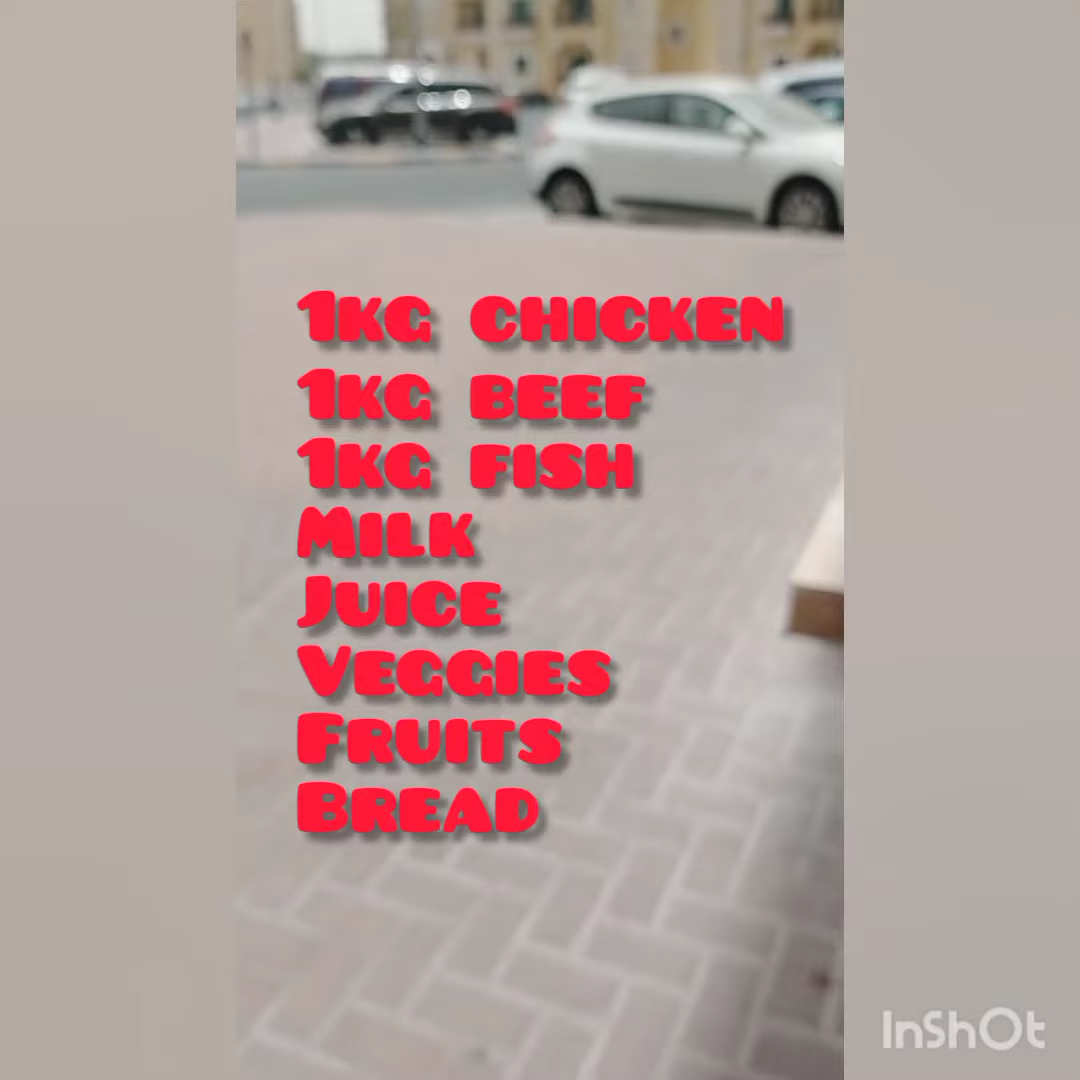 1kg chicken
1kg beef
1kg fish
Milk
Juice
Veggies
Fruits
Bread
InShOt